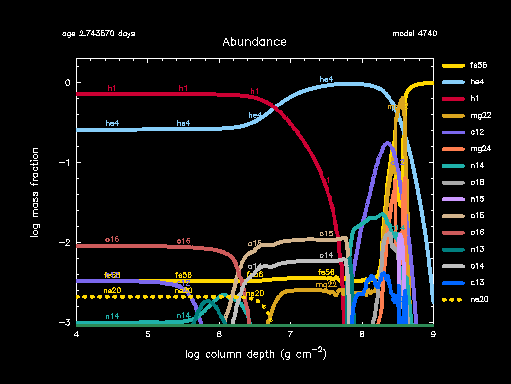 age 2.743670 days
model 4740
Abundance
fe56
he4
h1
mg22
c12
mg24
n14
o18
n15
o16
o16
n13
o14
c13
ne20
log mass fraction
0
−1
−2
−3
h1 h1 h1
he4 he4 he4 he4
o16 o16
o15 o15
o14 o14
fe56 fe56 fe56 fe56
ne20 ne20 ne20
mg22
n14 n14
4 5 6 7 8 9
log column depth (g cm−2)